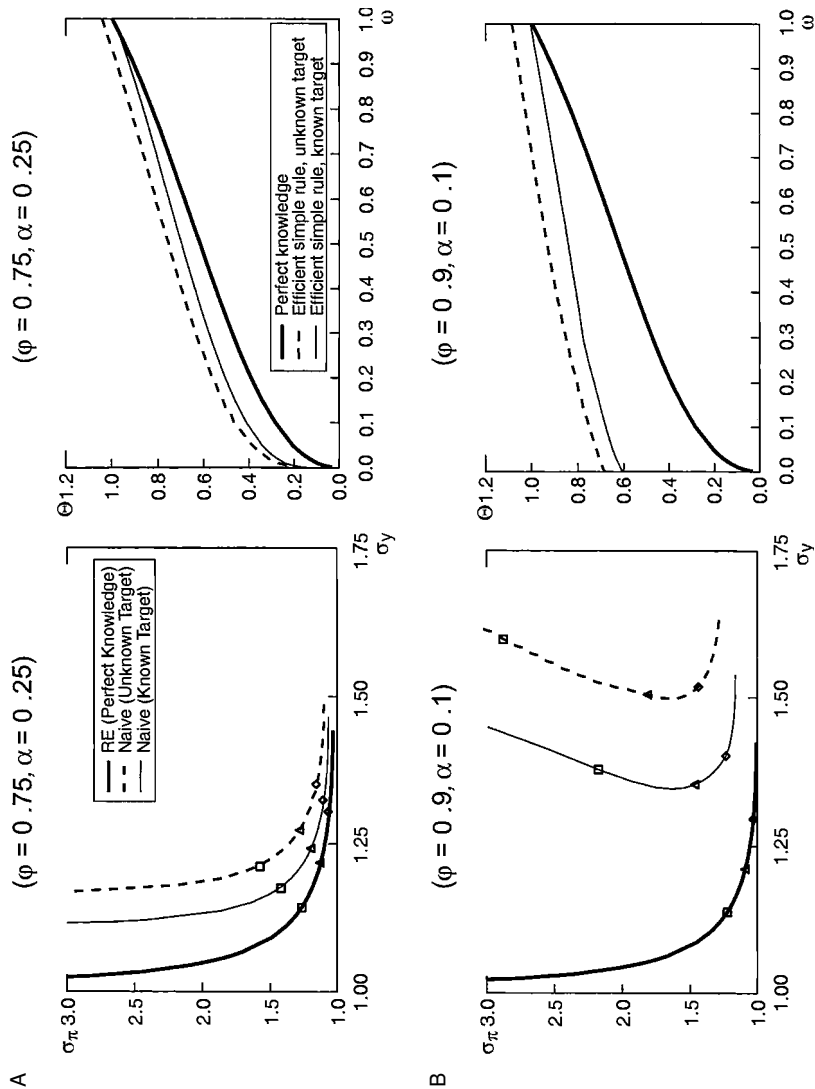 A
(φ = 0 .75, α = 0 .25)
σπ 3.0
2.5
2.0
1.5
1.0
RE (Perfect Knowledge)
Naive (Unknown Target)
Naive (Known Target)
1.00
1.25
1.50
1.75
σy
(φ = 0 .75, α = 0 .25)
Θ1.2
1.0
0.8
0.6
0.4
0.2
0.0
Perfect knowledge
Efficient simple rule, unknown target
Efficient simple rule, known target
0.0 0.1 0.2 0.3 0.4 0.5 0.6 0.7 0.8 0.9 1.0
ω
B
(φ = 0 .9, α = 0 .1)
σπ 3.0
2.5
2.0
1.5
1.0
1.00
1.25
1.50
1.75
σy
(φ = 0 .9, α = 0 .1)
Θ1.2
1.0
0.8
0.6
0.4
0.2
0.0
0.0 0.1 0.2 0.3 0.4 0.5 0.6 0.7 0.8 0.9 1.0
ω